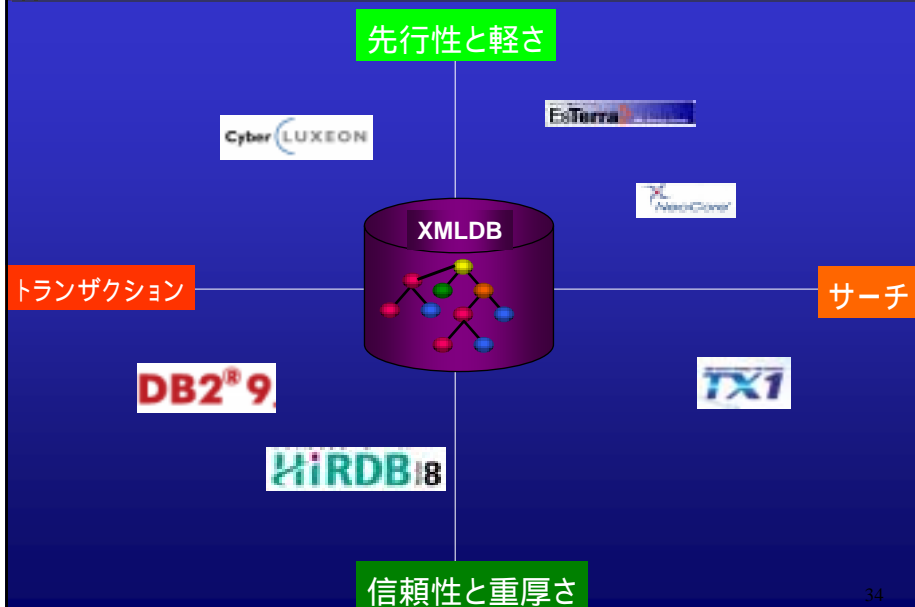 先行性と軽さ
EsTerra
Cyber LUXEON
NeoCore
XMLDB
トランザクション
サーチ
DB2® 9
TX1
HiRDB 8
信頼性と重厚さ
34